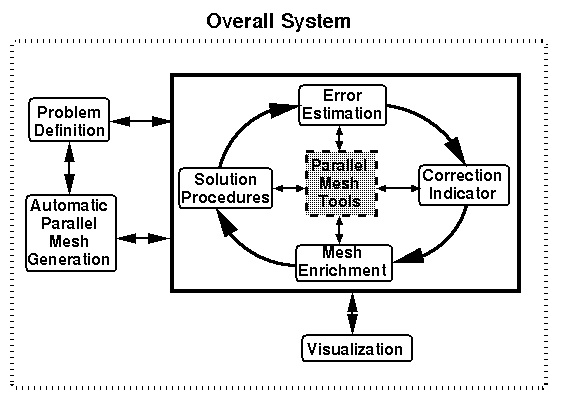 Overall System
Error
Estimation
Problem
Definition
Parallel
Mesh
Tools
Solution
Procedures
Correction
Indicator
Automatic
Parallel
Mesh
Generation
Mesh
Enrichment
Visualization